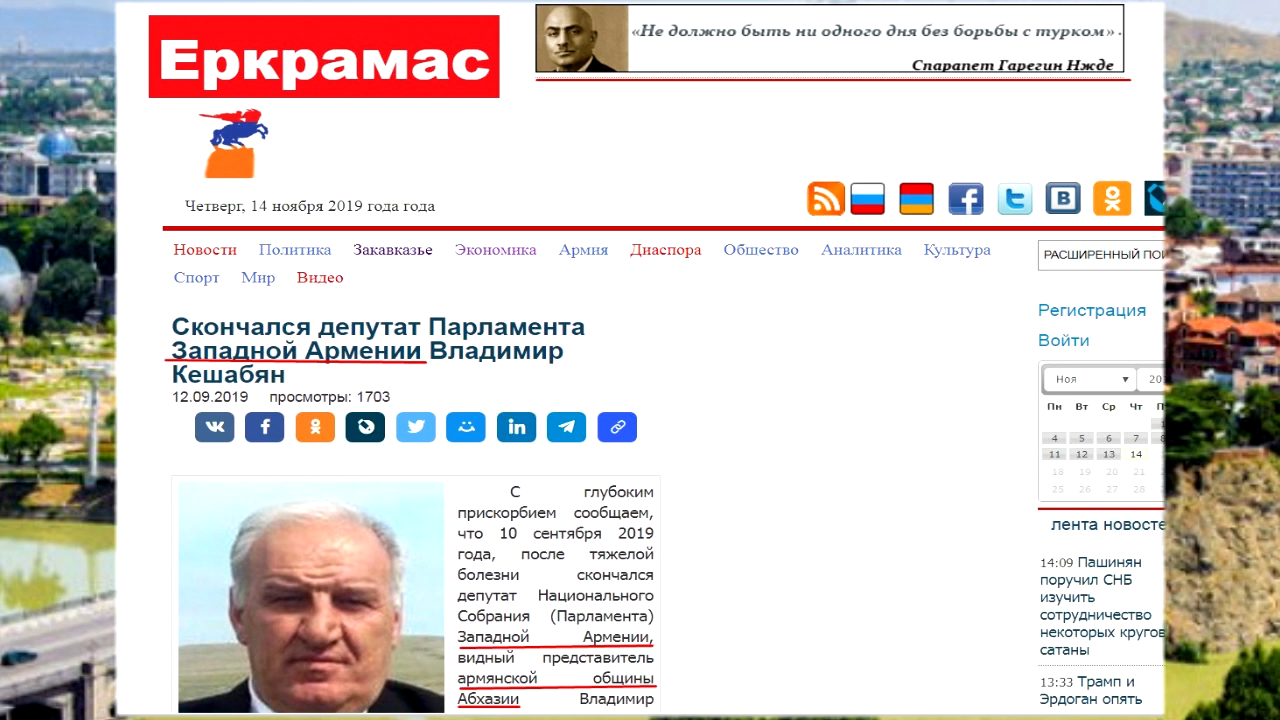 Еркрамас
«Не должно быть ни одного дня без борьбы с турком» .
Спарапет Гарегин Нжде
Четверг, 14 ноября 2019 года года
Новости Политика Закавказье Экономика Армия Диаспора Общество Аналитика Культура
Спорт Мир Видео
РАСШИРЕННЫЙ
Регистрация
Войти
Скончался депутат Парламента
Западной Армении Владимир
Кешабян
12.09.2019 просмотры: 1703
С глубоким
прискорбием сообщаем,
что 10 сентября 2019
года, после тяжелой
болезни скончался
депутат Национального
Собрания (Парламента)
Западной Армении,
видный представитель
армянской общины
Абхазии Владимир
Ноя
Пн Вт Ср Чт
4 5 6 7
11 12 13 14
18 19 20 21
25 26 27 28
лента
14:09 Пашинян
поручил СНБ
изучить
сотрудничество
некоторых кругов
сатаны
13:33 Трамп и
Эрдоган опять